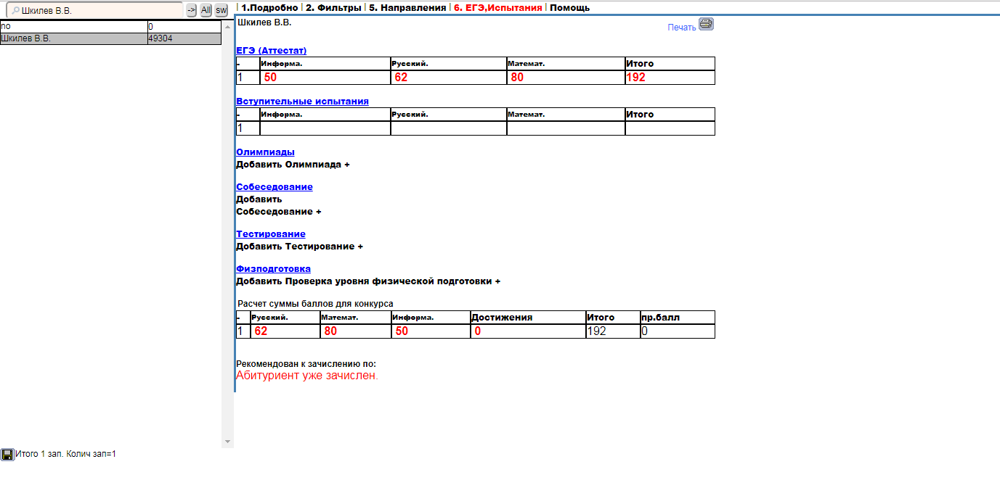 Шкилев В.В. -> All sw
1.Подробно | 2. Фильтры | 5. Направления | 6. ЕГЭ,Испытания | Помощь
по 0
Шкилев В.В. 49304
Шкилев В.В.
Печать
ЕГЭ (Аттестат)
- Информа. Русский. Математ. Итого
1 50 62 80 192
Вступительные испытания
- Информа. Русский. Математ. Итого
1
Олимпиады
Добавить Олимпиада +
Собеседование
Добавить
Собеседование +
Тестирование
Добавить Тестирование +
Физподготовка
Добавить Проверка уровня физической подготовки +
Расчет суммы баллов для конкурса
- Русский. Математ. Информа. Достижения Итого пр.балл
1 62 80 50 0 192 0
Рекомендован к зачислению по:
Абитуриент уже зачислен.
Итого 1 зап. Колич зап=1